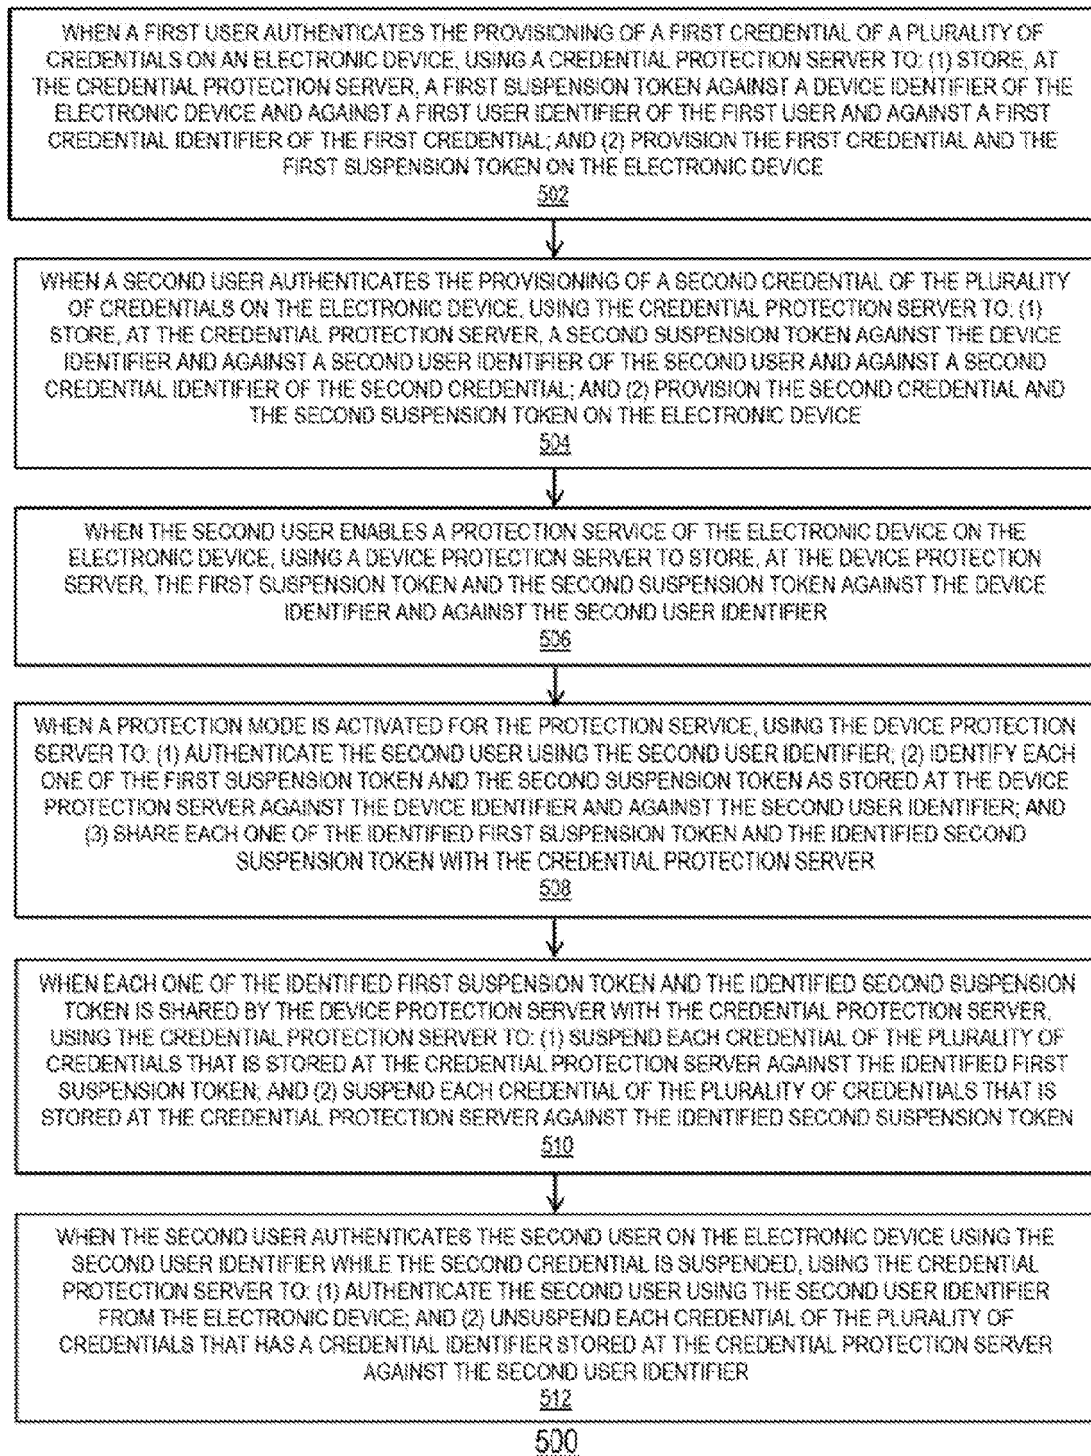 WHEN A FIRST USER AUTHENTICATES THE PROVISIONING OF A FIRST CREDENTIAL OF A PLURALITY OF
CREDENTIALS ON AN ELECTRONIC DEVICE, USING A CREDENTIAL PROTECTION SERVER TO: (1) STORE, AT
THE CREDENTIAL PROTECTION SERVER, A FIRST SUSPENSION TOKEN AGAINST A DEVICE IDENTIFIER OF THE
ELECTRONIC DEVICE AND AGAINST A FIRST USER IDENTIFIER OF THE FIRST USER AND AGAINST A FIRST
CREDENTIAL IDENTIFIER OF THE FIRST CREDENTIAL; AND (2) PROVISION THE FIRST CREDENTIAL AND THE
FIRST SUSPENSION TOKEN ON THE ELECTRONIC DEVICE
502
WHEN A SECOND USER AUTHENTICATES THE PROVISIONING OF A SECOND CREDENTIAL OF THE PLURALITY
OF CREDENTIALS ON THE ELECTRONIC DEVICE, USING THE CREDENTIAL PROTECTION SERVER TO: (1)
STORE, AT THE CREDENTIAL PROTECTION SERVER, A SECOND SUSPENSION TOKEN AGAINST THE DEVICE
IDENTIFIER AND AGAINST A SECOND USER IDENTIFIER OF THE SECOND USER AND AGAINST A SECOND
CREDENTIAL IDENTIFIER OF THE SECOND CREDENTIAL; AND (2) PROVISION THE SECOND CREDENTIAL AND
THE SECOND SUSPENSION TOKEN ON THE ELECTRONIC DEVICE
504
WHEN THE SECOND USER ENABLES A PROTECTION SERVICE OF THE ELECTRONIC DEVICE ON THE
ELECTRONIC DEVICE, USING A DEVICE PROTECTION SERVER TO STORE, AT THE DEVICE PROTECTION
SERVER, THE FIRST SUSPENSION TOKEN AND THE SECOND SUSPENSION TOKEN AGAINST THE DEVICE
IDENTIFIER AND AGAINST THE SECOND USER IDENTIFIER
506
WHEN A PROTECTION MODE IS ACTIVATED FOR THE PROTECTION SERVICE, USING THE DEVICE PROTECTION
SERVER TO: (1) AUTHENTICATE THE SECOND USER USING THE SECOND USER IDENTIFIER; (2) IDENTIFY EACH
ONE OF THE FIRST SUSPENSION TOKEN AND THE SECOND SUSPENSION TOKEN AS STORED AT THE DEVICE
PROTECTION SERVER AGAINST THE DEVICE IDENTIFIER AND AGAINST THE SECOND USER IDENTIFIER; AND
(3) SHARE EACH ONE OF THE IDENTIFIED FIRST SUSPENSION TOKEN AND THE IDENTIFIED SECOND
SUSPENSION TOKEN WITH THE CREDENTIAL PROTECTION SERVER
508
WHEN EACH ONE OF THE IDENTIFIED FIRST SUSPENSION TOKEN AND THE IDENTIFIED SECOND SUSPENSION
TOKEN IS SHARED BY THE DEVICE PROTECTION SERVER WITH THE CREDENTIAL PROTECTION SERVER,
USING THE CREDENTIAL PROTECTION SERVER TO: (1) SUSPEND EACH CREDENTIAL OF THE PLURALITY OF
CREDENTIALS THAT IS STORED AT THE CREDENTIAL PROTECTION SERVER AGAINST THE IDENTIFIED FIRST
SUSPENSION TOKEN; AND (2) SUSPEND EACH CREDENTIAL OF THE PLURALITY OF CREDENTIALS THAT IS
STORED AT THE CREDENTIAL PROTECTION SERVER AGAINST THE IDENTIFIED SECOND SUSPENSION TOKEN
510
WHEN THE SECOND USER AUTHENTICATES THE SECOND USER ON THE ELECTRONIC DEVICE USING THE
SECOND USER IDENTIFIER WHILE THE SECOND CREDENTIAL IS SUSPENDED, USING THE CREDENTIAL
PROTECTION SERVER TO: (1) AUTHENTICATE THE SECOND USER USING THE SECOND USER IDENTIFIER
FROM THE ELECTRONIC DEVICE; AND (2) UNSUSPEND EACH CREDENTIAL OF THE PLURALITY OF
CREDENTIALS THAT HAS A CREDENTIAL IDENTIFIER STORED AT THE CREDENTIAL PROTECTION SERVER
AGAINST THE SECOND USER IDENTIFIER
512
500